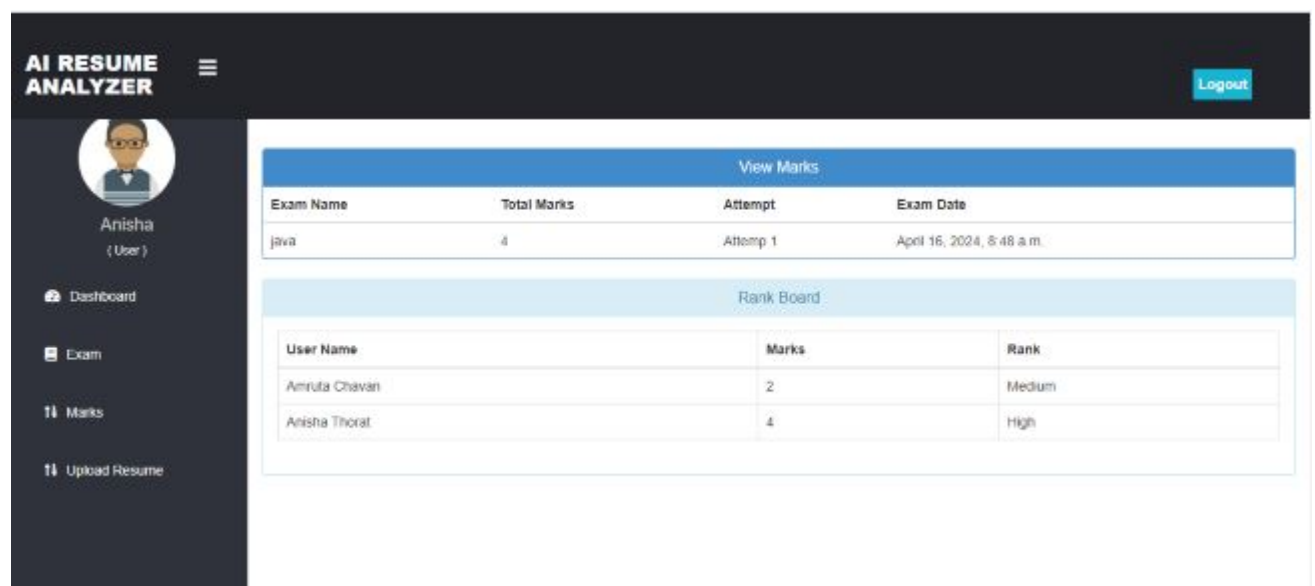 AI RESUME
ANALYZER
Logout
Anisha
( User )
Dashboard
Exam
Marks
Upload Resume
View Marks
Exam Name Total Marks Attempt Exam Date
java 4 Attemp 1 April 16, 2024, 8:48 a.m.
Rank Board
User Name Marks Rank
Amruta Chavan 2 Medium
Anisha Thorat 4 High